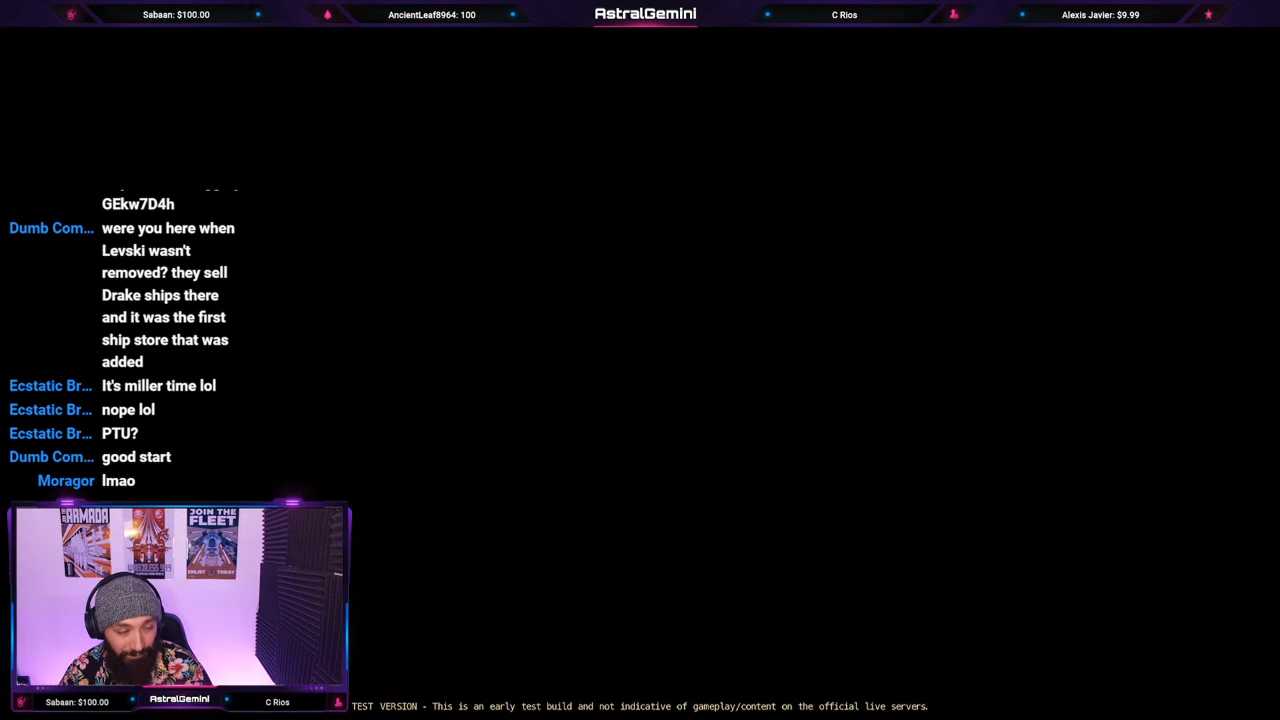 Sabaan: $100.00
AncientLeaf8964: 100
AstralGemini
C Rios
Alexis Javier: $9.99
GEkw7D4h
Dumb Com... were you here when
Levski wasn't
removed? they sell
Drake ships there
and it was the first
ship store that was
added
Ecstatic Br... It's miller time lol
Ecstatic Br... nope lol
Ecstatic Br... PTU?
Dumb Com... good start
Moragor lmao
ARMADA
JOIN THE
FLEET
ENLIST TODAY
Sabaan: $100.00
AstralGemini
C Rios
TEST VERSION - This is an early test build and not indicative of gameplay/content on the official live servers.